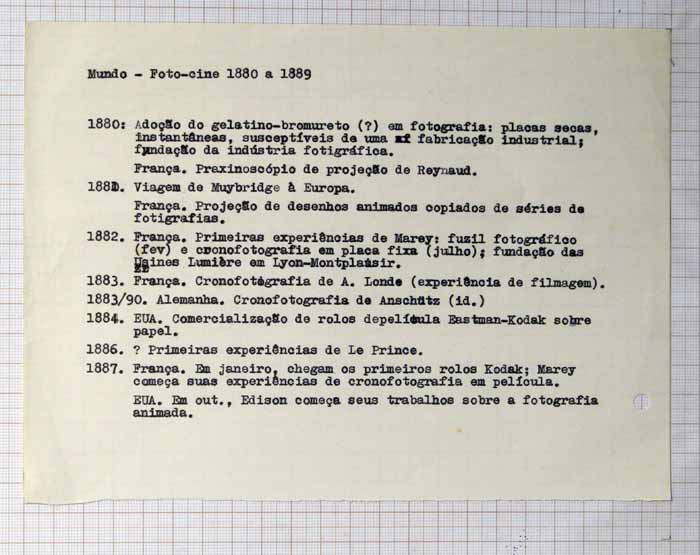 Mundo - Foto-cine 1880 a 1889
1880: Adoção do gelatino-bromureto (?) em fotografia: placas secas,
instantâneas, susceptíveis de uma xf fabricação industrial;
fundação da indústria fotigráfica.
França. Praxinoscópio de projeção de Reynaud.
1881. Viagem de Muybridge à Europa.
França. Projeção de desenhos animados copiados de séries de
fotigrafias.
1882. França. Primeiras experiências de Marey: fuzil fotográfico
(fev) e cronofotografia em placa fixa (julho); fundação das
Usines Lumière em Lyon-Montplaisir.
1883. França. Cronofotografia de A. Londe (experiência de filmagem).
1883/90. Alemanha. Cronofotografia de Anschütz (id.)
1884. EUA. Comercialização de rolos depelícula Eastman-Kodak sobre
papel.
1886. ? Primeiras experiências de Le Prince.
1887. França. Em janeiro, chegam os primeiros rolos Kodak; Marey
começa suas experiências de cronofotografia em película.
EUA. Em out., Edison começa seus trabalhos sobre a fotografia
animada.